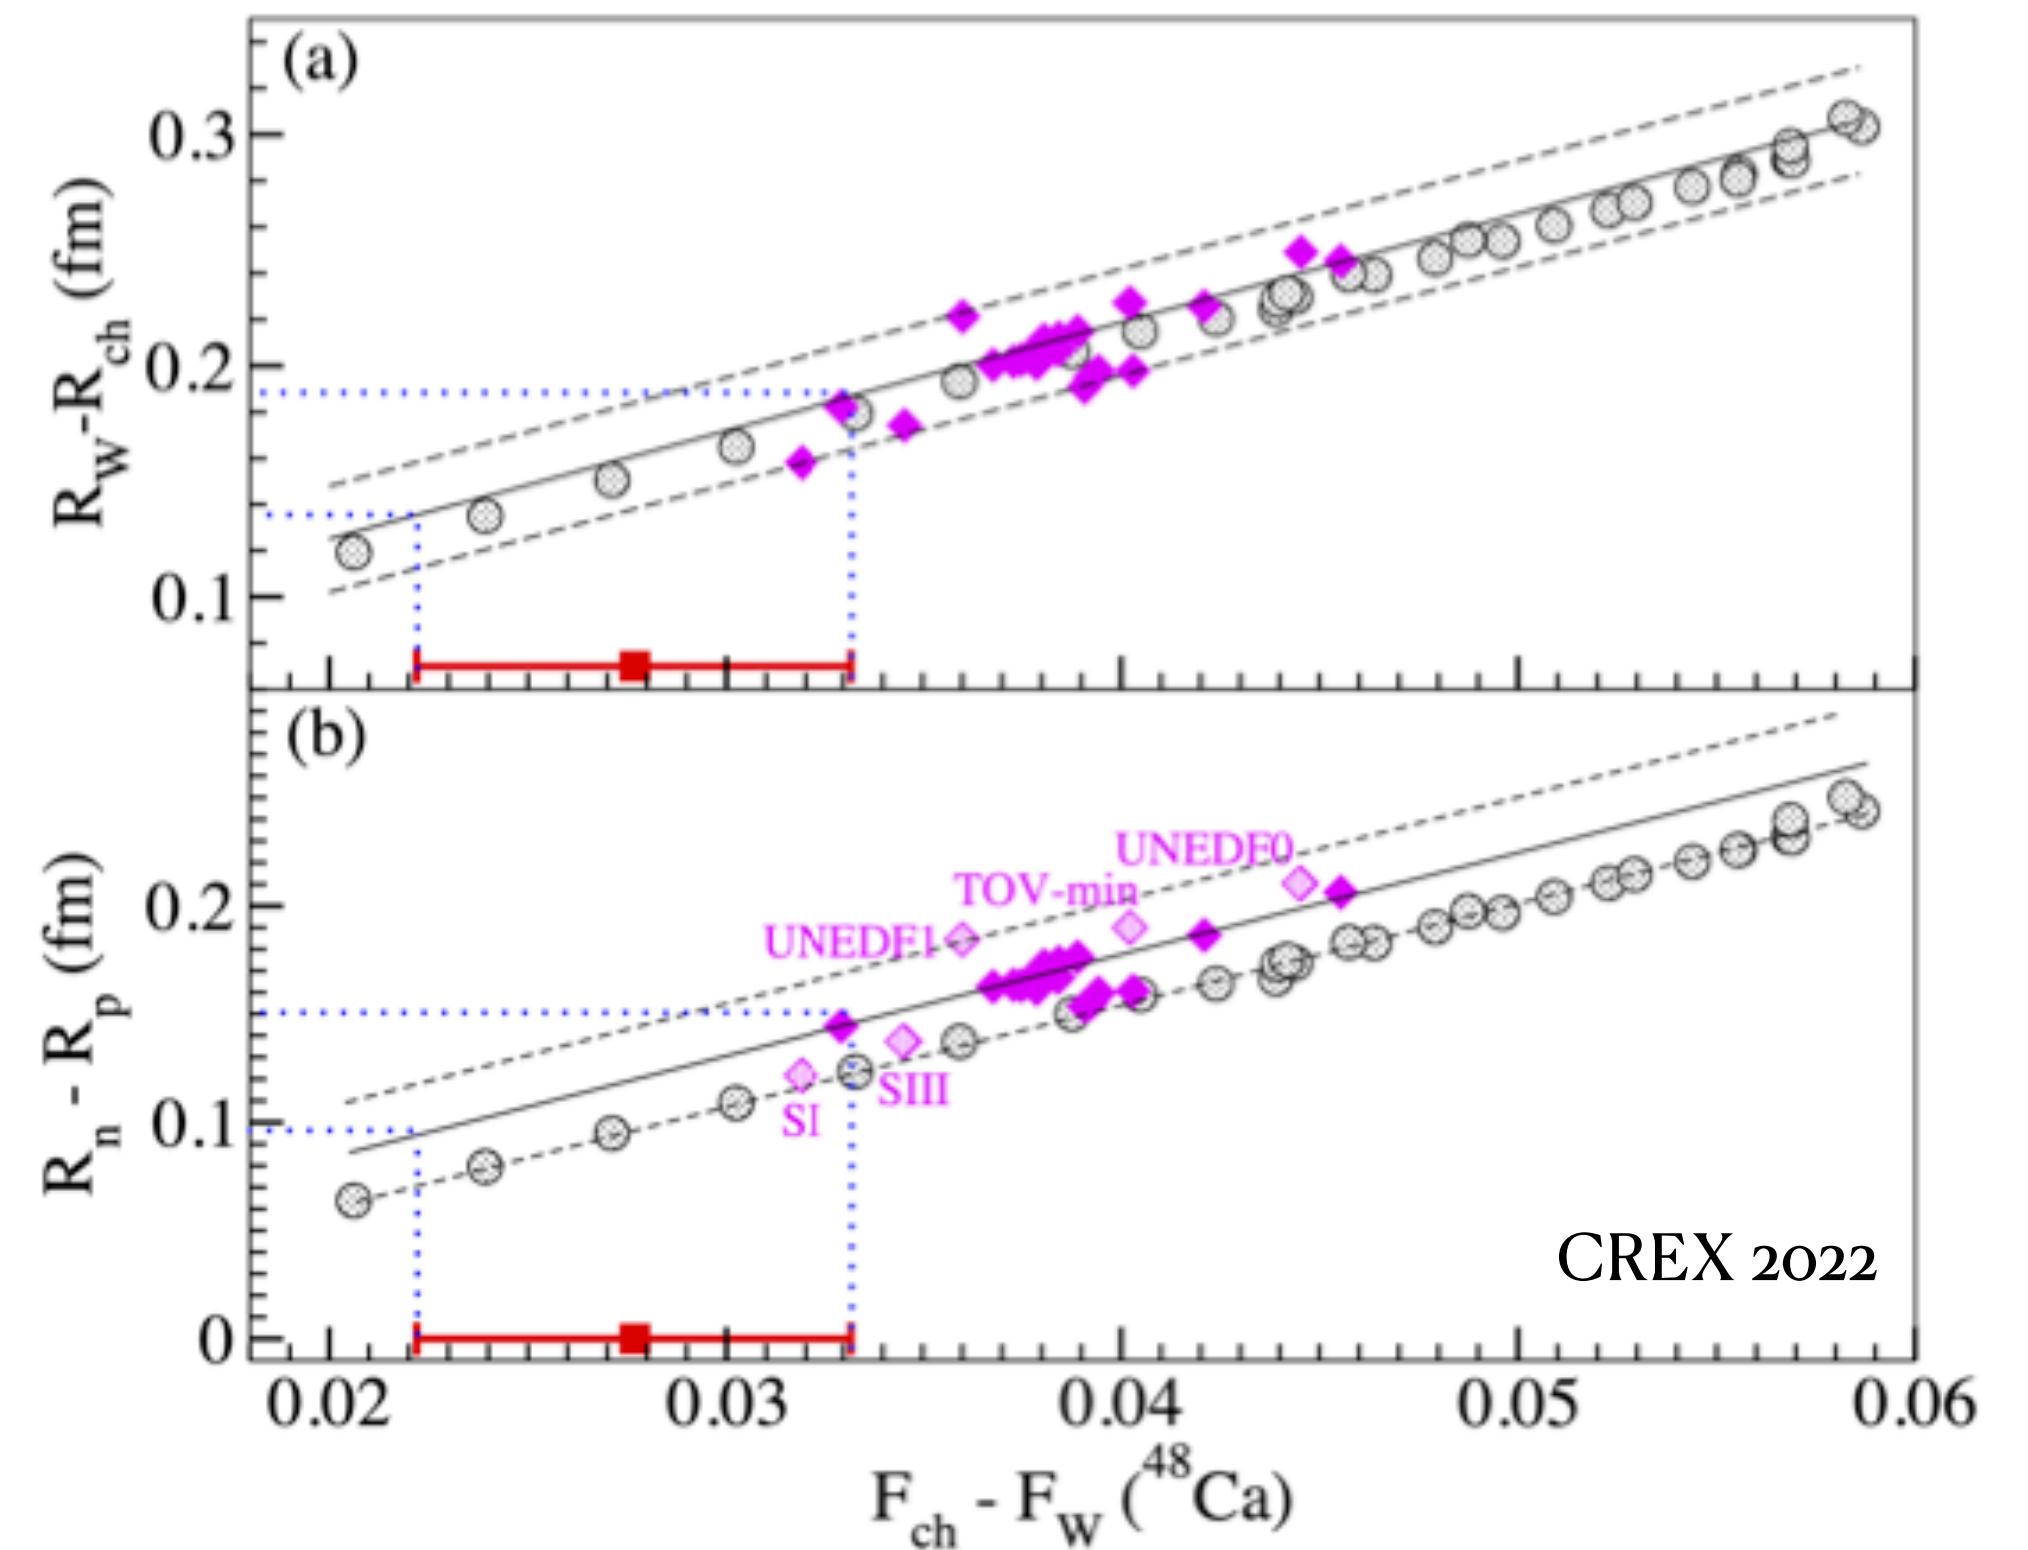 (a)
0.3
0.2
0.1
R_W-R_ch (fm)
(b)
UNEDF0
TOV-min
UNEDF1
SIII
SI
0.2
0.1
0
R_n - R_p (fm)
CREX 2022
0.02 0.03 0.04 0.05 0.06
F_ch - F_W (^48Ca)